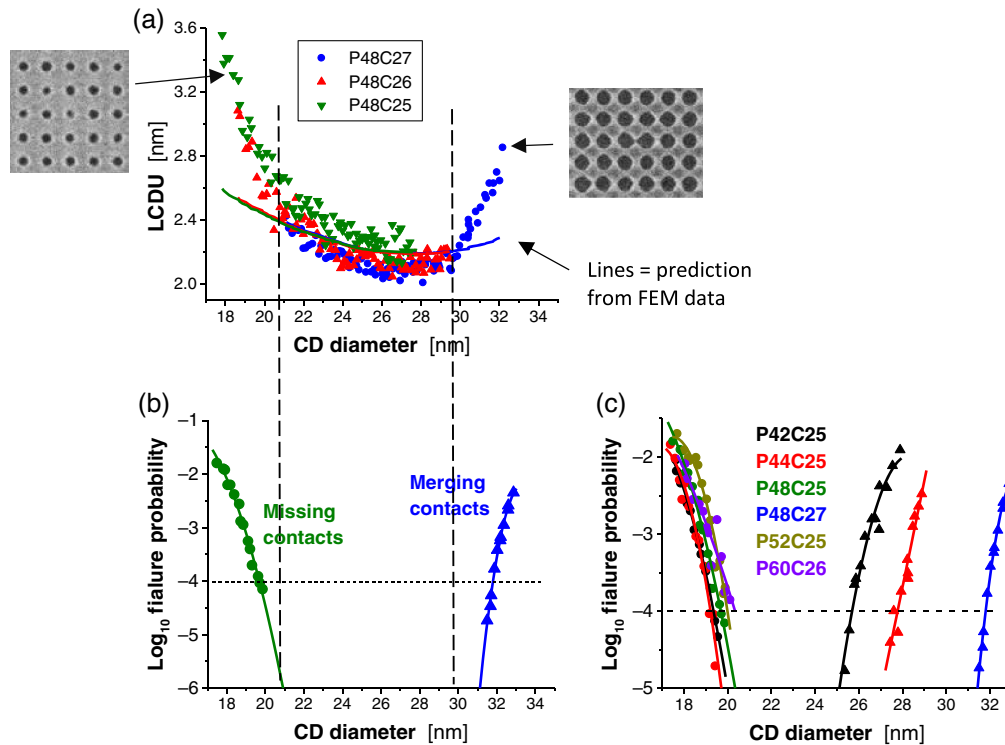 (a)
3.6
3.2
2.8
2.4
2.0
LCDU [nm]
P48C27
P48C26
P48C25
Lines = prediction
from FEM data
18 20 22 24 26 28 30 32 34
CD diameter [nm]
(b)
−1
−2
−3
−4
−5
−6
Log10 fialure probability
Missing
contacts
Merging
contacts
18 20 22 24 26 28 30 32 34
CD diameter [nm]
(c)
−2
−3
−4
−5
Log10 fialure probability
P42C25
P44C25
P48C25
P48C27
P52C25
P60C26
18 20 22 24 26 28 30 32
CD diameter [nm]